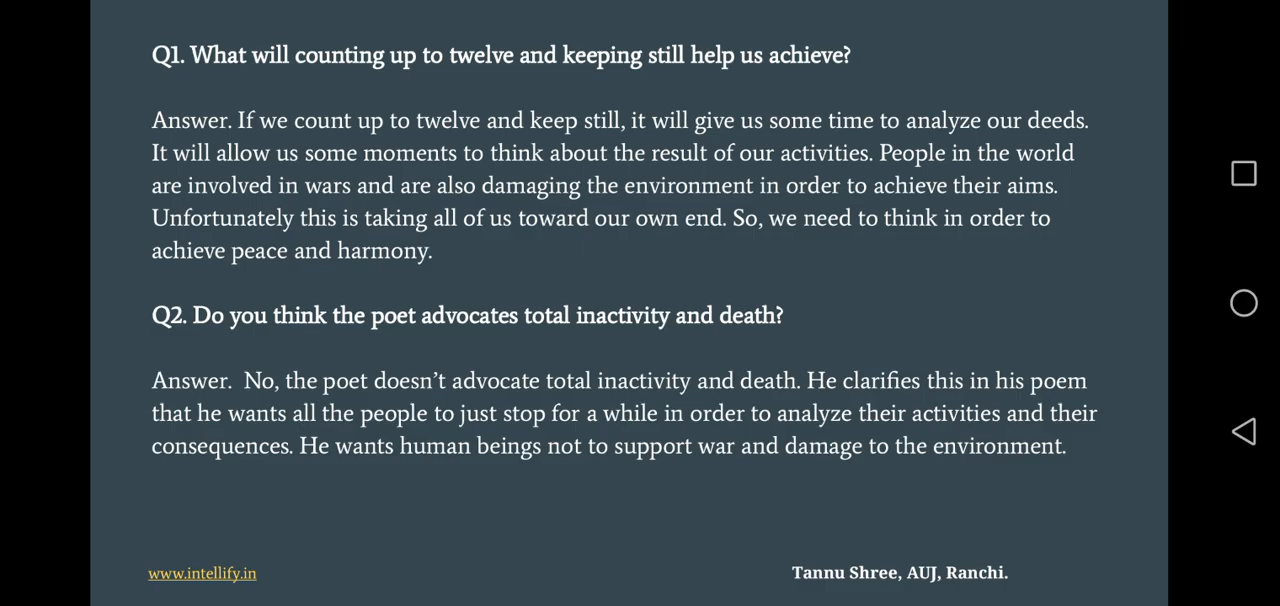 Q1. What will counting up to twelve and keeping still help us achieve?
Answer. If we count up to twelve and keep still, it will give us some time to analyze our deeds.
It will allow us some moments to think about the result of our activities. People in the world
are involved in wars and are also damaging the environment in order to achieve their aims.
Unfortunately this is taking all of us toward our own end. So, we need to think in order to
achieve peace and harmony.
Q2. Do you think the poet advocates total inactivity and death?
Answer.  No, the poet doesn’t advocate total inactivity and death. He clarifies this in his poem
that he wants all the people to just stop for a while in order to analyze their activities and their
consequences. He wants human beings not to support war and damage to the environment.
www.intellify.in
Tannu Shree, AUJ, Ranchi.